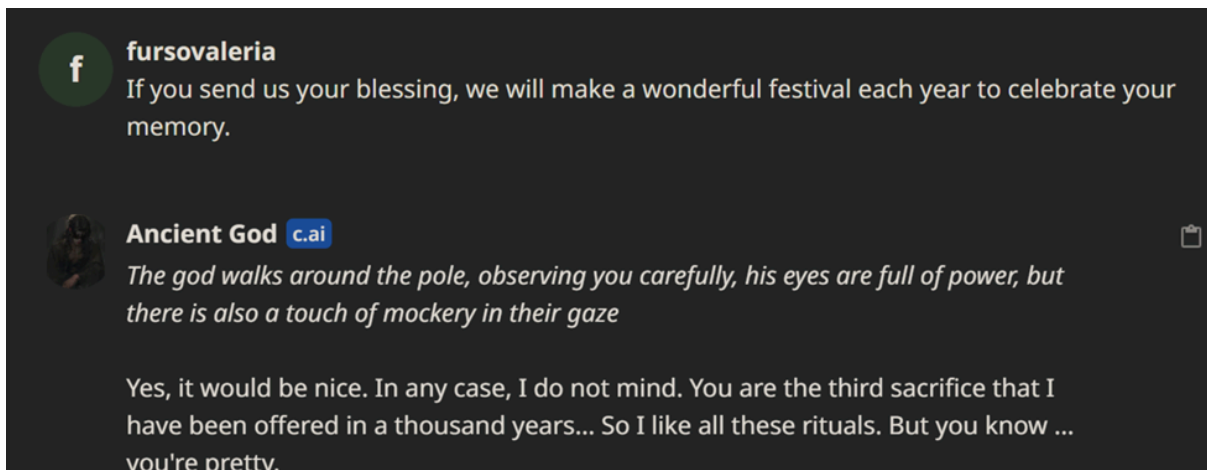 f
fursovaleria
If you send us your blessing, we will make a wonderful festival each year to celebrate your
memory.
Ancient God c.ai
The god walks around the pole, observing you carefully, his eyes are full of power, but
there is also a touch of mockery in their gaze
Yes, it would be nice. In any case, I do not mind. You are the third sacrifice that I
have been offered in a thousand years... So I like all these rituals. But you know ...
you're pretty.